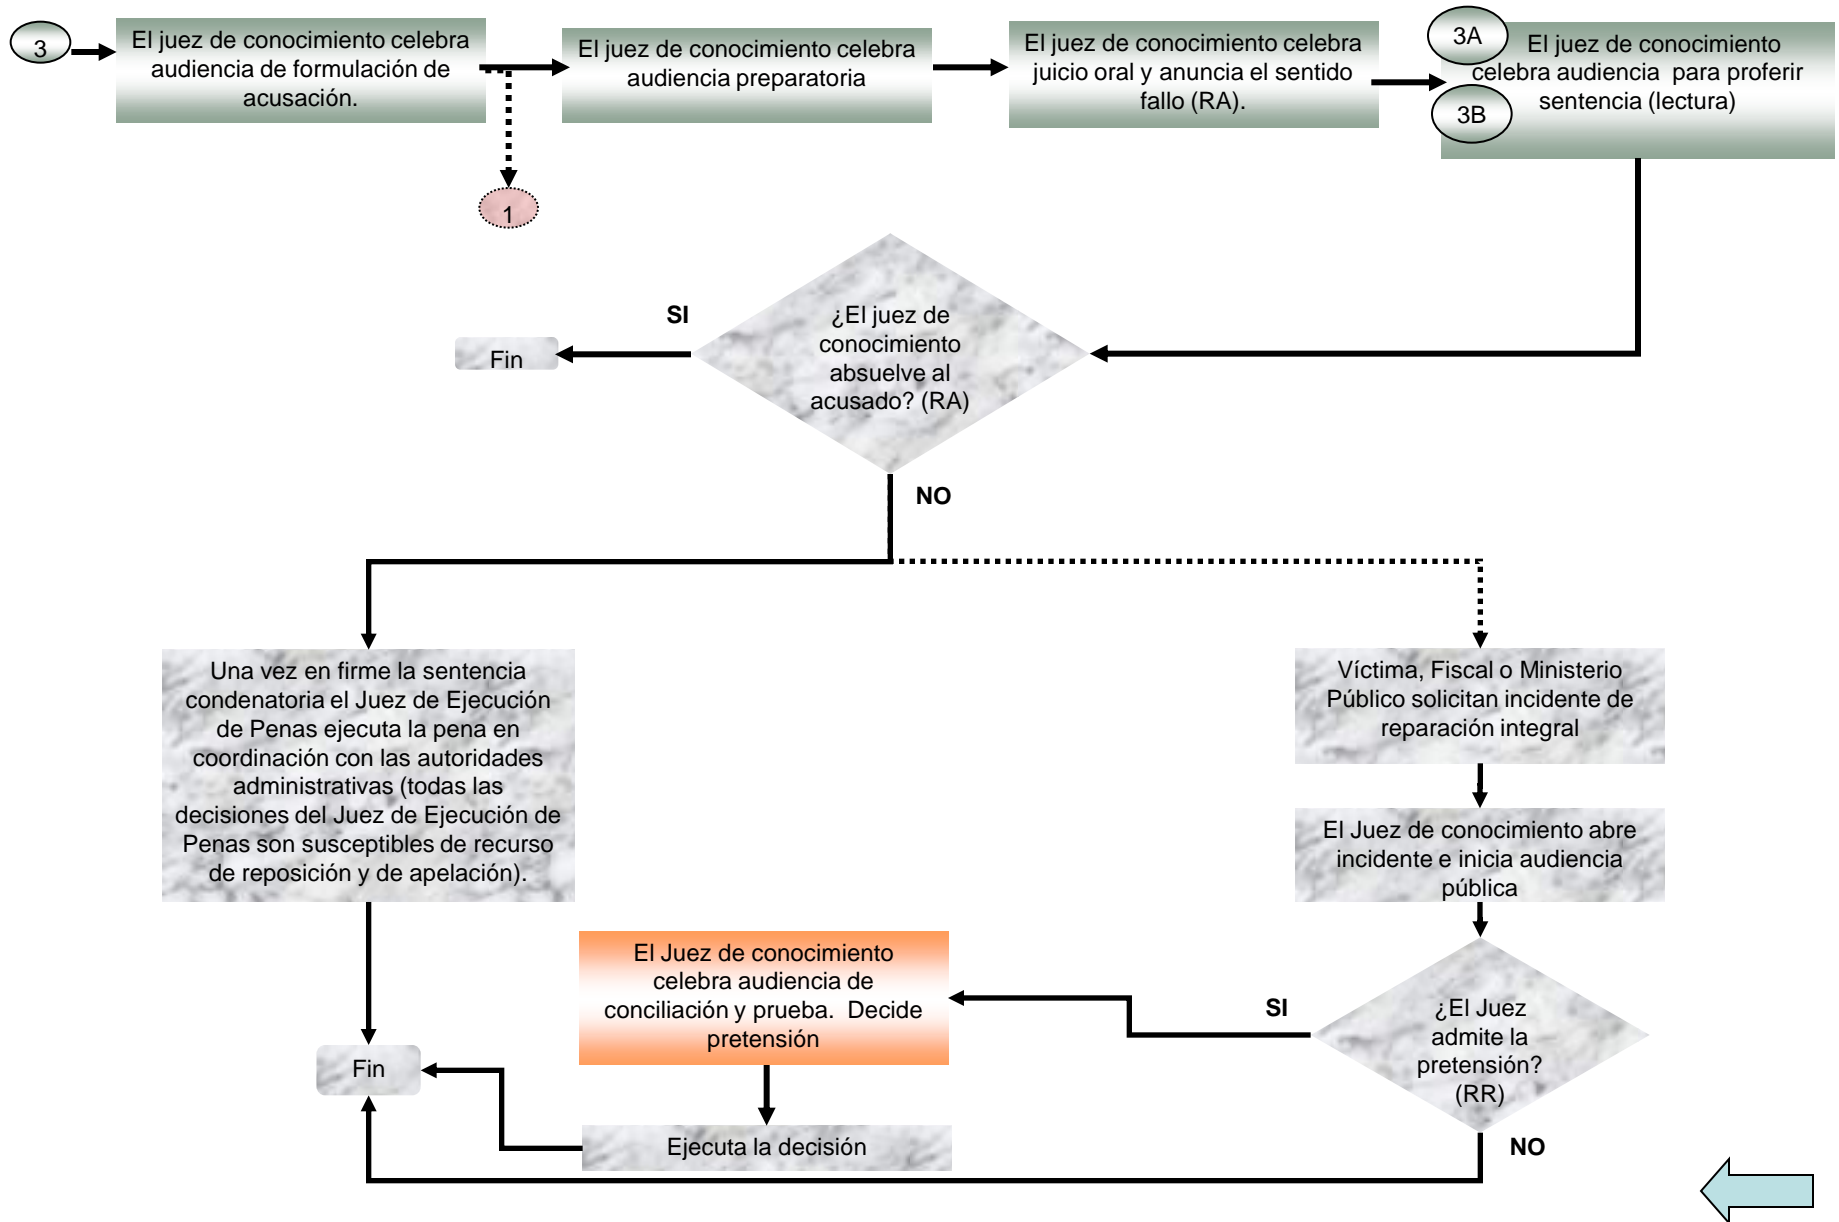 3
El juez de conocimiento celebra
audiencia de formulación de
acusación.
El juez de conocimiento celebra
audiencia preparatoria
El juez de conocimiento celebra
juicio oral y anuncia el sentido
fallo (RA).
3A
El juez de conocimiento
celebra audiencia para proferir
sentencia (lectura)
3B
1
SI
¿El juez de
conocimiento
absuelve al
acusado? (RA)
Fin
NO
Una vez en firme la sentencia
condenatoria el Juez de Ejecución
de Penas ejecuta la pena en
coordinación con las autoridades
administrativas (todas las
decisiones del Juez de Ejecución de
Penas son susceptibles de recurso
de reposición y de apelación).
Víctima, Fiscal o Ministerio
Público solicitan incidente de
reparación integral
El Juez de conocimiento abre
incidente e inicia audiencia
pública
El Juez de conocimiento
celebra audiencia de
conciliación y prueba. Decide
pretensión
SI
¿El Juez
admite la
pretensión?
(RR)
Fin
Ejecuta la decisión
NO